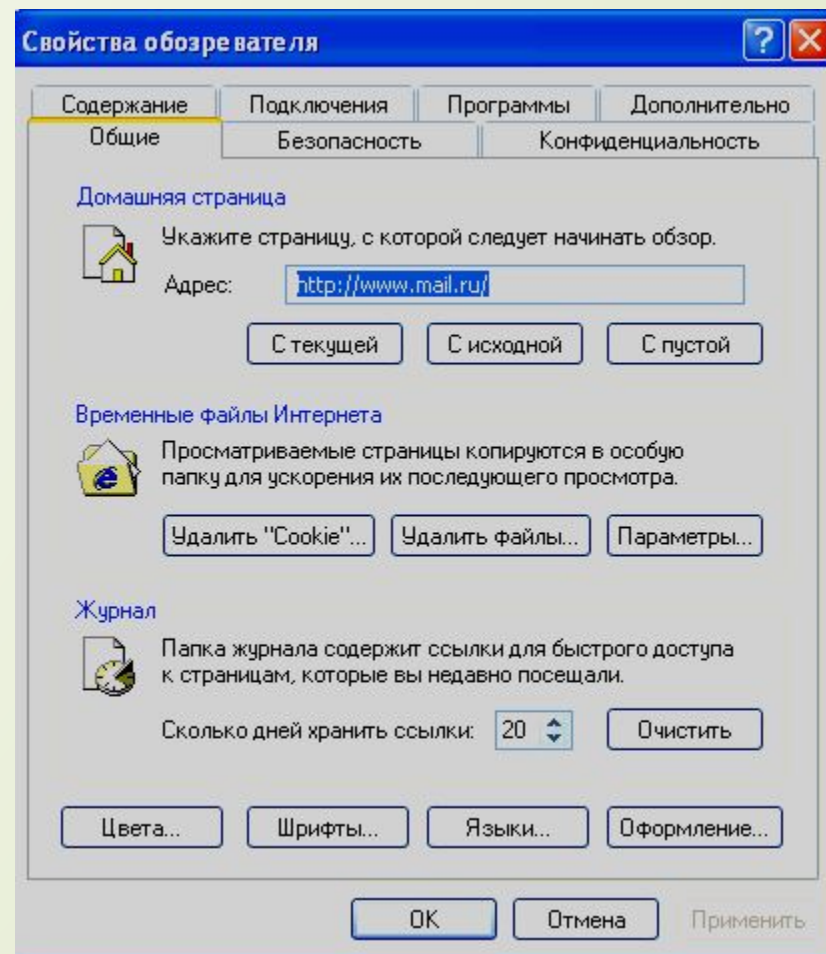 Свойства обозревателя
Содержание Подключения Программы Дополнительно
Общие Безопасность Конфиденциальность
Домашняя страница
Укажите страницу, с которой следует начинать обзор.
Адрес: http://www.mail.ru/
С текущей С исходной С пустой
Временные файлы Интернета
Просматриваемые страницы копируются в особую
папку для ускорения их последующего просмотра.
Удалить "Cookie"... Удалить файлы... Параметры...
Журнал
Папка журнала содержит ссылки для быстрого доступа
к страницам, которые вы недавно посещали.
Сколько дней хранить ссылки: 20 Очистить
Цвета... Шрифты... Языки... Оформление...
OK Отмена Применить